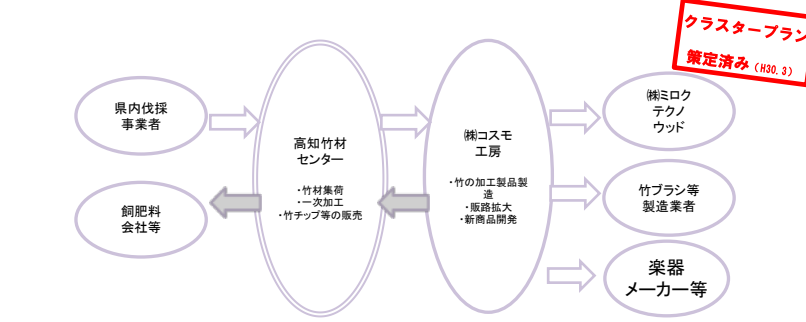 クラスタープラン
策定済み(H30.3)
県内伐採
事業者
飼肥料
会社等
高知竹材
センター
・竹材集荷
・一次加工
・竹チップ等の販売
㈱コスモ
工房
・竹の加工製品製
造
・販路拡大
・新商品開発
㈱ミロク
テクノ
ウッド
竹ブラシ等
製造業者
楽器
メーカー等